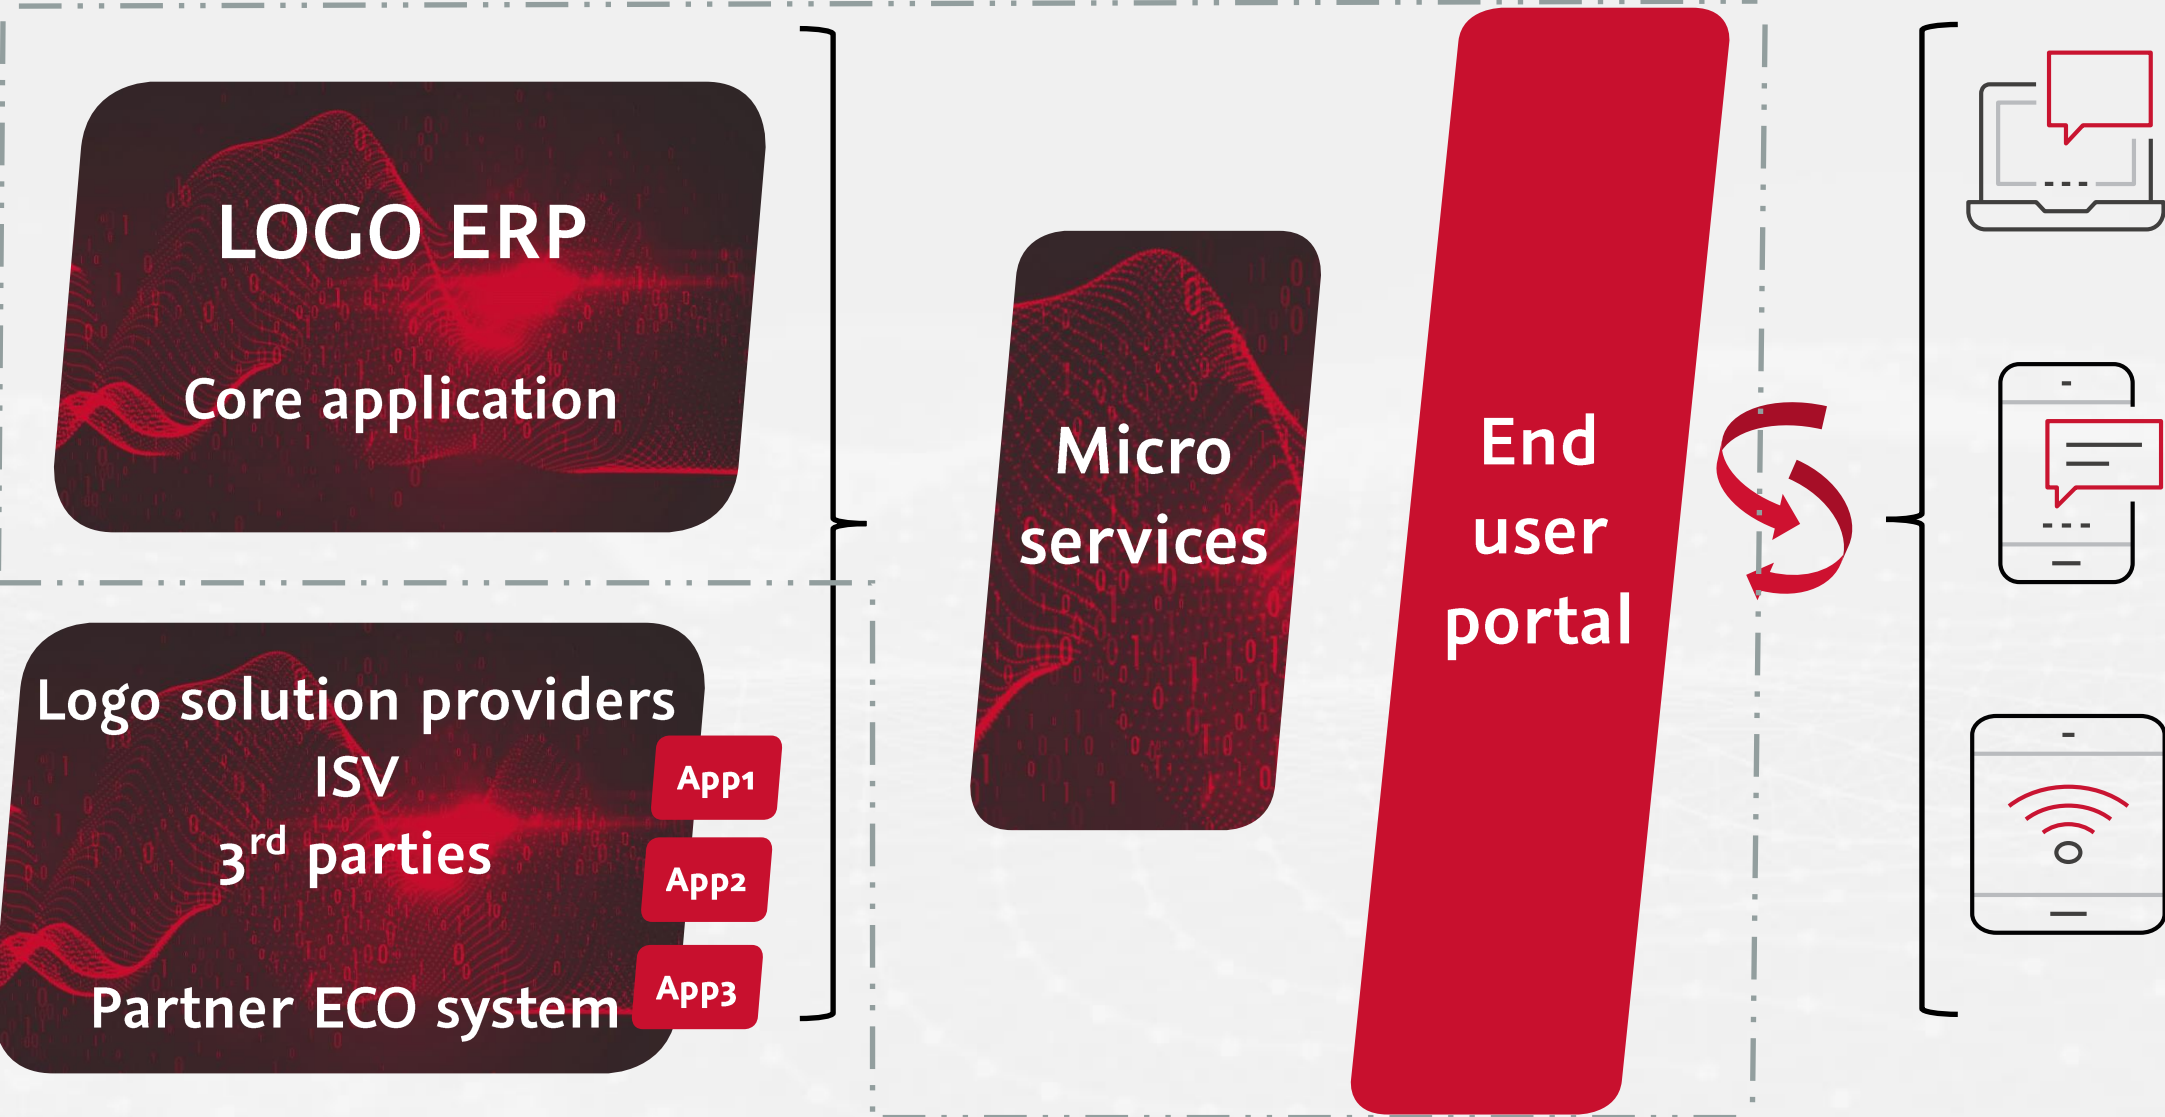 LOGO ERP
Core application
Logo solution providers
ISV
3rd parties
Partner ECO system
App1
App2
App3
Micro
services
End
user
portal